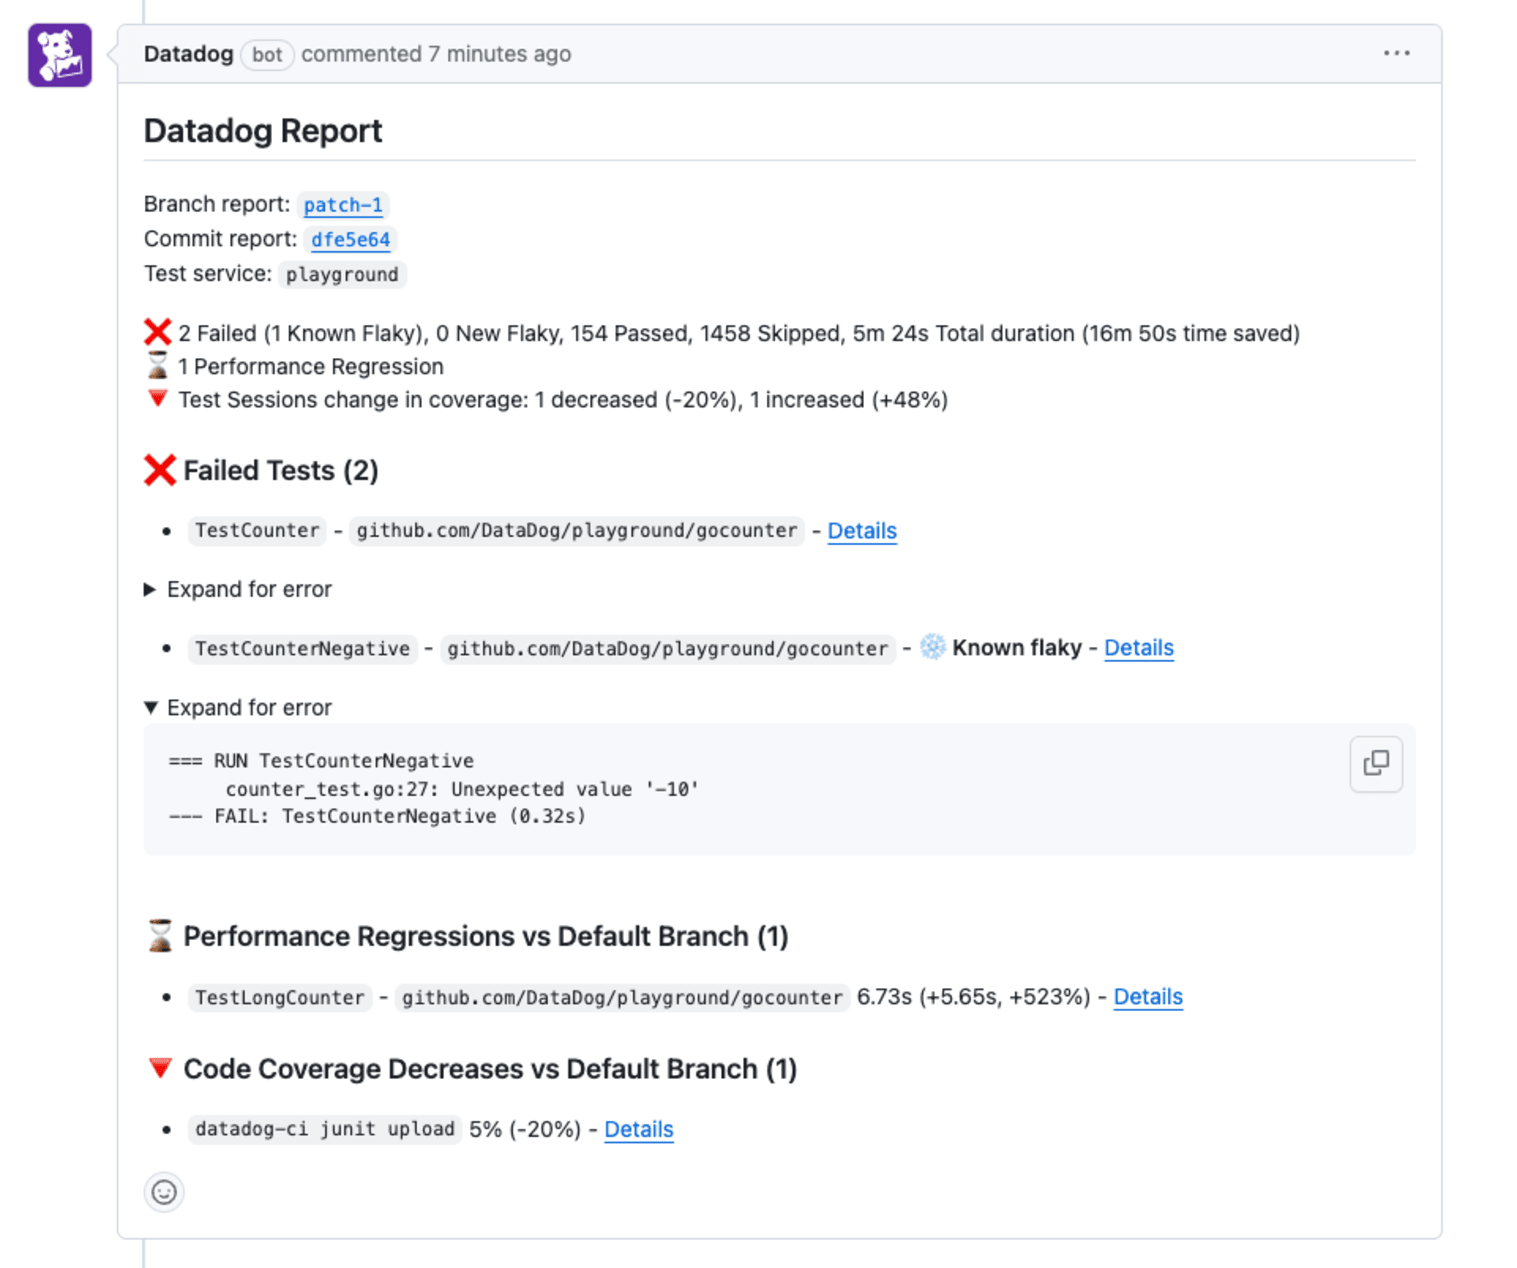 Datadog bot commented 7 minutes ago
Datadog Report
Branch report: patch-1
Commit report: dfe5e64
Test service: playground
❌ 2 Failed (1 Known Flaky), 0 New Flaky, 154 Passed, 1458 Skipped, 5m 24s Total duration (16m 50s time saved)
⌛ 1 Performance Regression
🔻 Test Sessions change in coverage: 1 decreased (-20%), 1 increased (+48%)
❌ Failed Tests (2)
• TestCounter - github.com/DataDog/playground/gocounter - Details
▶ Expand for error
• TestCounterNegative - github.com/DataDog/playground/gocounter - ❄️ Known flaky - Details
▼ Expand for error
=== RUN TestCounterNegative
counter_test.go:27: Unexpected value '-10'
--- FAIL: TestCounterNegative (0.32s)
⌛ Performance Regressions vs Default Branch (1)
• TestLongCounter - github.com/DataDog/playground/gocounter 6.73s (+5.65s, +523%) - Details
🔻 Code Coverage Decreases vs Default Branch (1)
• datadog-ci junit upload 5% (-20%) - Details